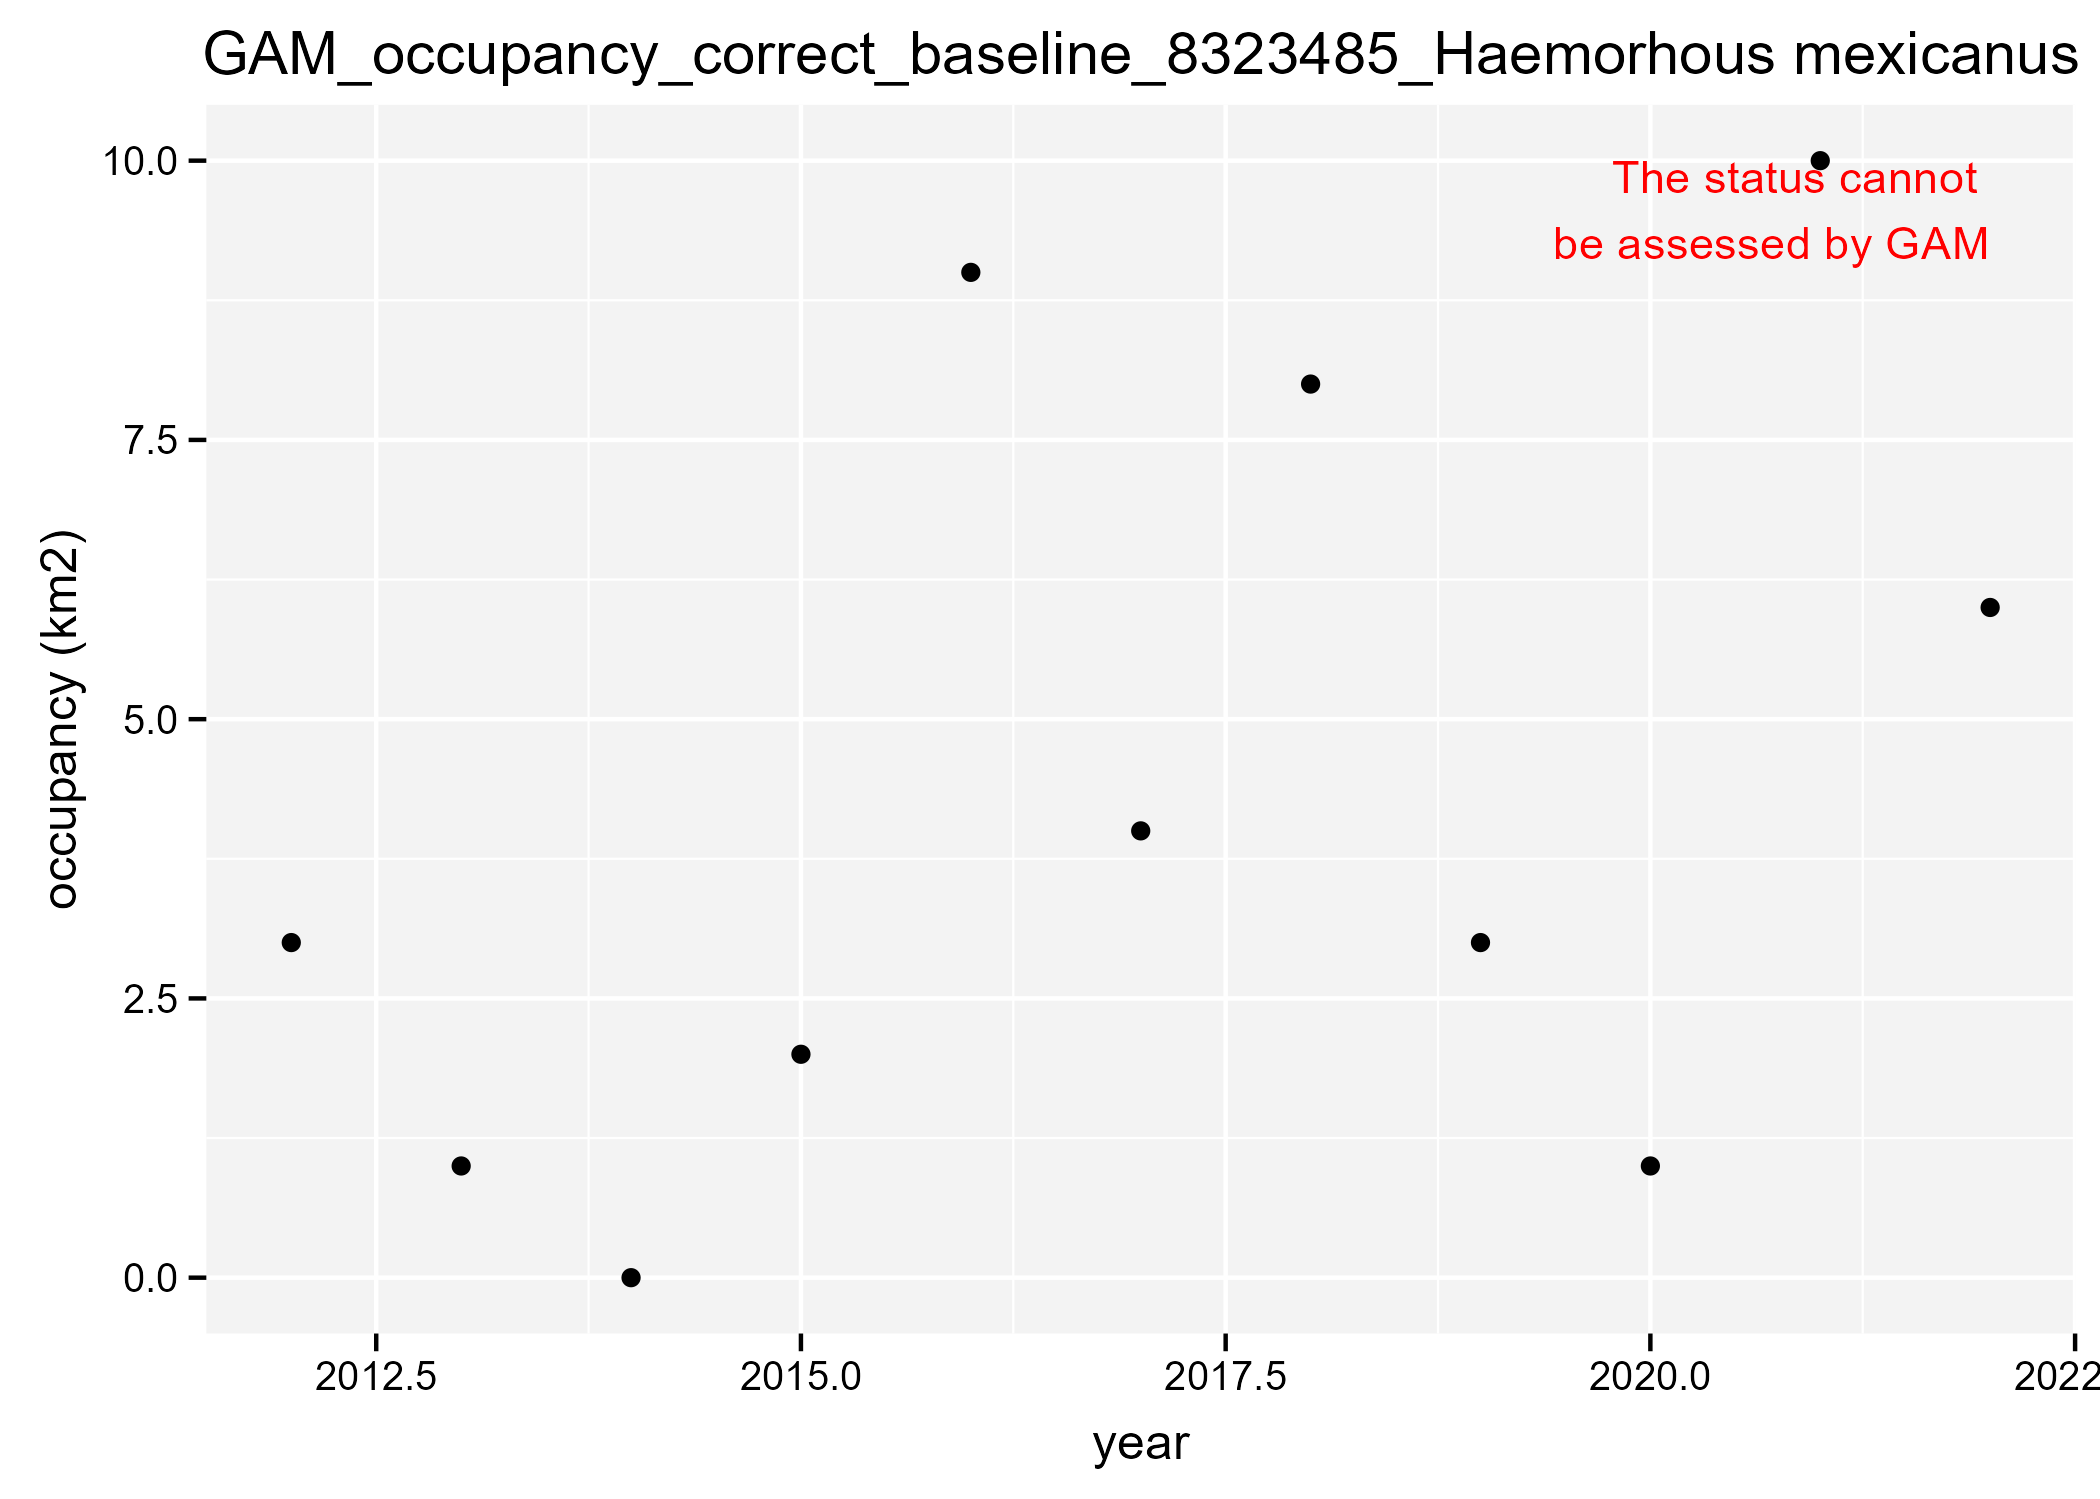 GAM_occupancy_correct_baseline_8323485_Haemorhous mexicanus
10.0
The status cannot
be assessed by GAM
7.5
5.0
2.5
0.0
occupancy (km2)
2012.5
2015.0
2017.5
2020.0
2022
year